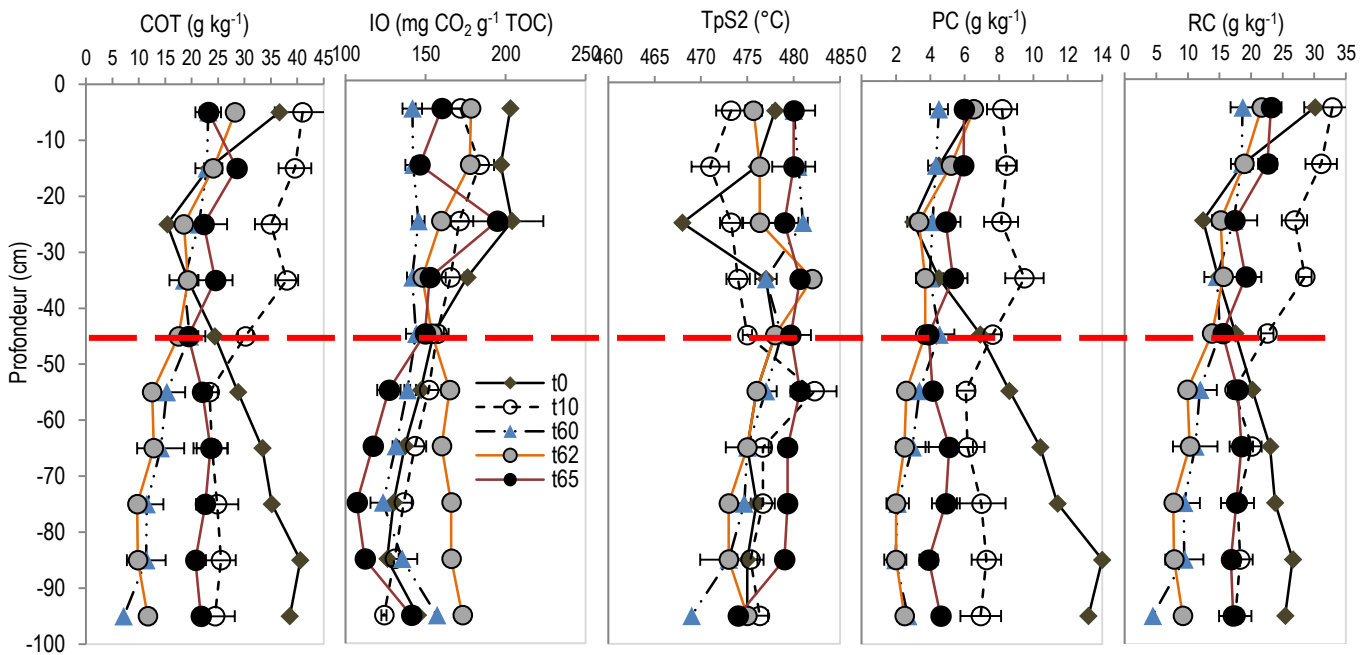 COT (g kg-1) IO (mg CO2 g-1 TOC) TpS2 (°C) PC (g kg-1) RC (g kg-1)
0 5 10 15 20 25 30 35 40 45 100 150 200 460 465 470 475 480 485 0 2 4 6 8 10 12 14 0 5 10 15 20 25 30 35
0
-10
-20
-30
-40
-50
-60
-70
-80
-90
-100
Profondeur (cm)
t0
t10
t60
t62
t65